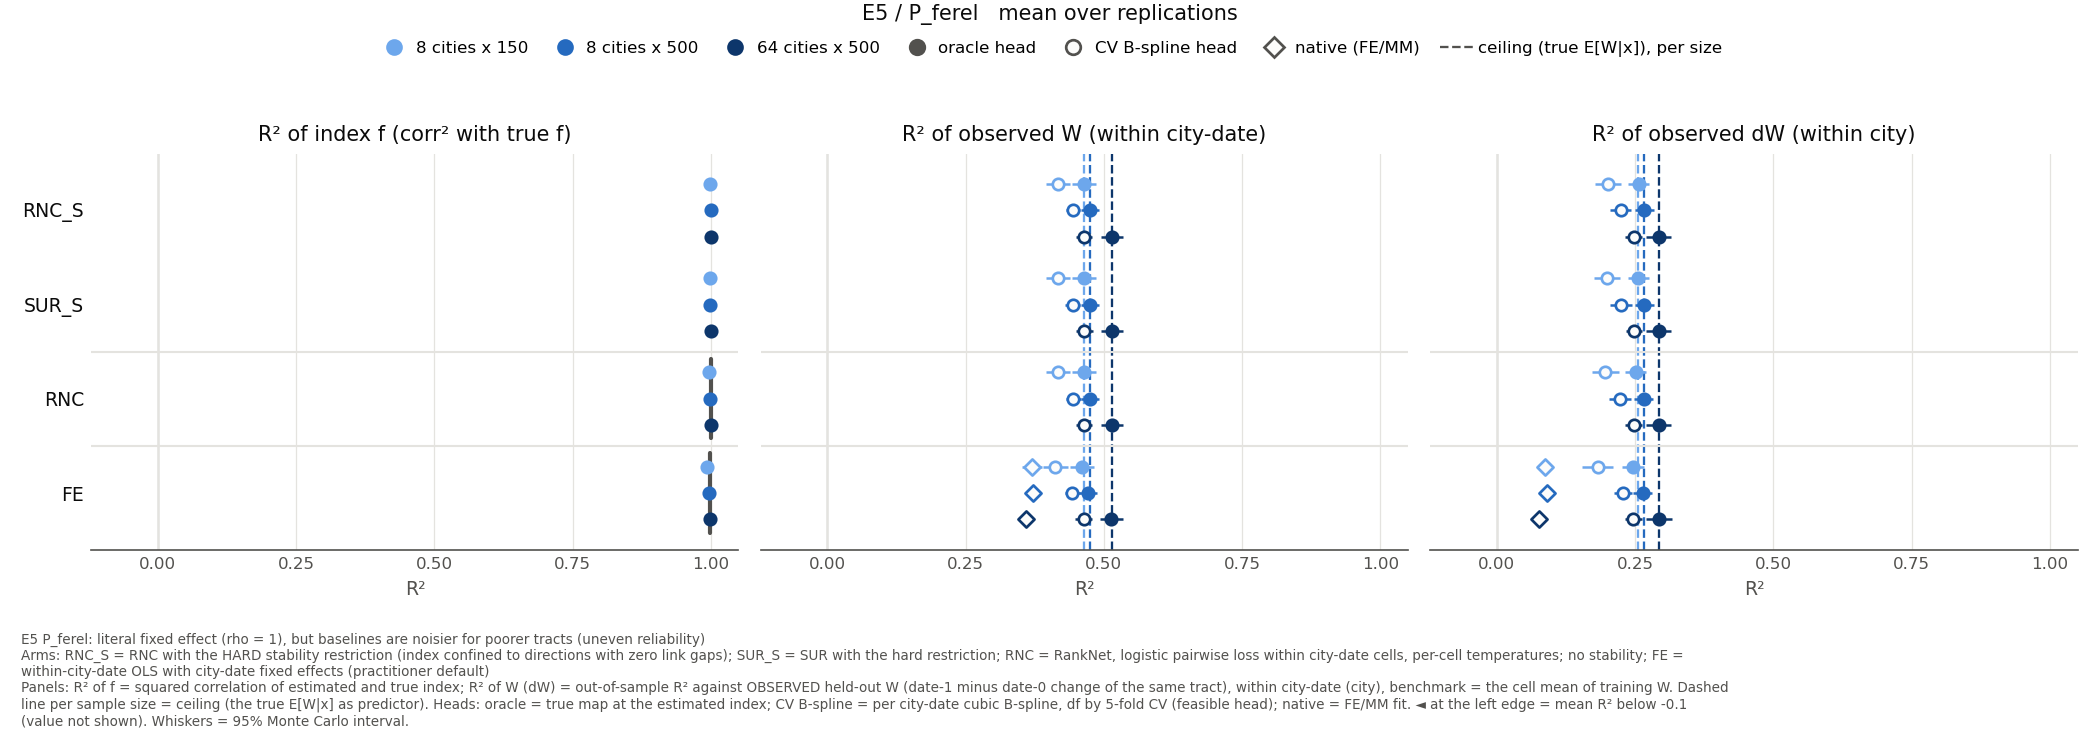 E5 / P_ferel   mean over replications
8 cities x 150   8 cities x 500   64 cities x 500   oracle head   CV B-spline head   native (FE/MM)   ceiling (true E[W|x]), per size
R² of index f (corr² with true f)   R² of observed W (within city-date)   R² of observed dW (within city)
RNC_S
SUR_S
RNC
FE
0.00   0.25   0.50   0.75   1.00   0.00   0.25   0.50   0.75   1.00   0.00   0.25   0.50   0.75   1.00
R²   R²   R²
E5 P_ferel: literal fixed effect (rho = 1), but baselines are noisier for poorer tracts (uneven reliability)
Arms: RNC_S = RNC with the HARD stability restriction (index confined to directions with zero link gaps); SUR_S = SUR with the hard restriction; RNC = RankNet, logistic pairwise loss within city-date cells, per-cell temperatures; no stability; FE =
within-city-date OLS with city-date fixed effects (practitioner default)
Panels: R² of f = squared correlation of estimated and true index; R² of W (dW) = out-of-sample R² against OBSERVED held-out W (date-1 minus date-0 change of the same tract), within city-date (city), benchmark = the cell mean of training W. Dashed
line per sample size = ceiling (the true E[W|x] as predictor). Heads: oracle = true map at the estimated index; CV B-spline = per city-date cubic B-spline, df by 5-fold CV (feasible head); native = FE/MM fit. ◄ at the left edge = mean R² below -0.1
(value not shown). Whiskers = 95% Monte Carlo interval.